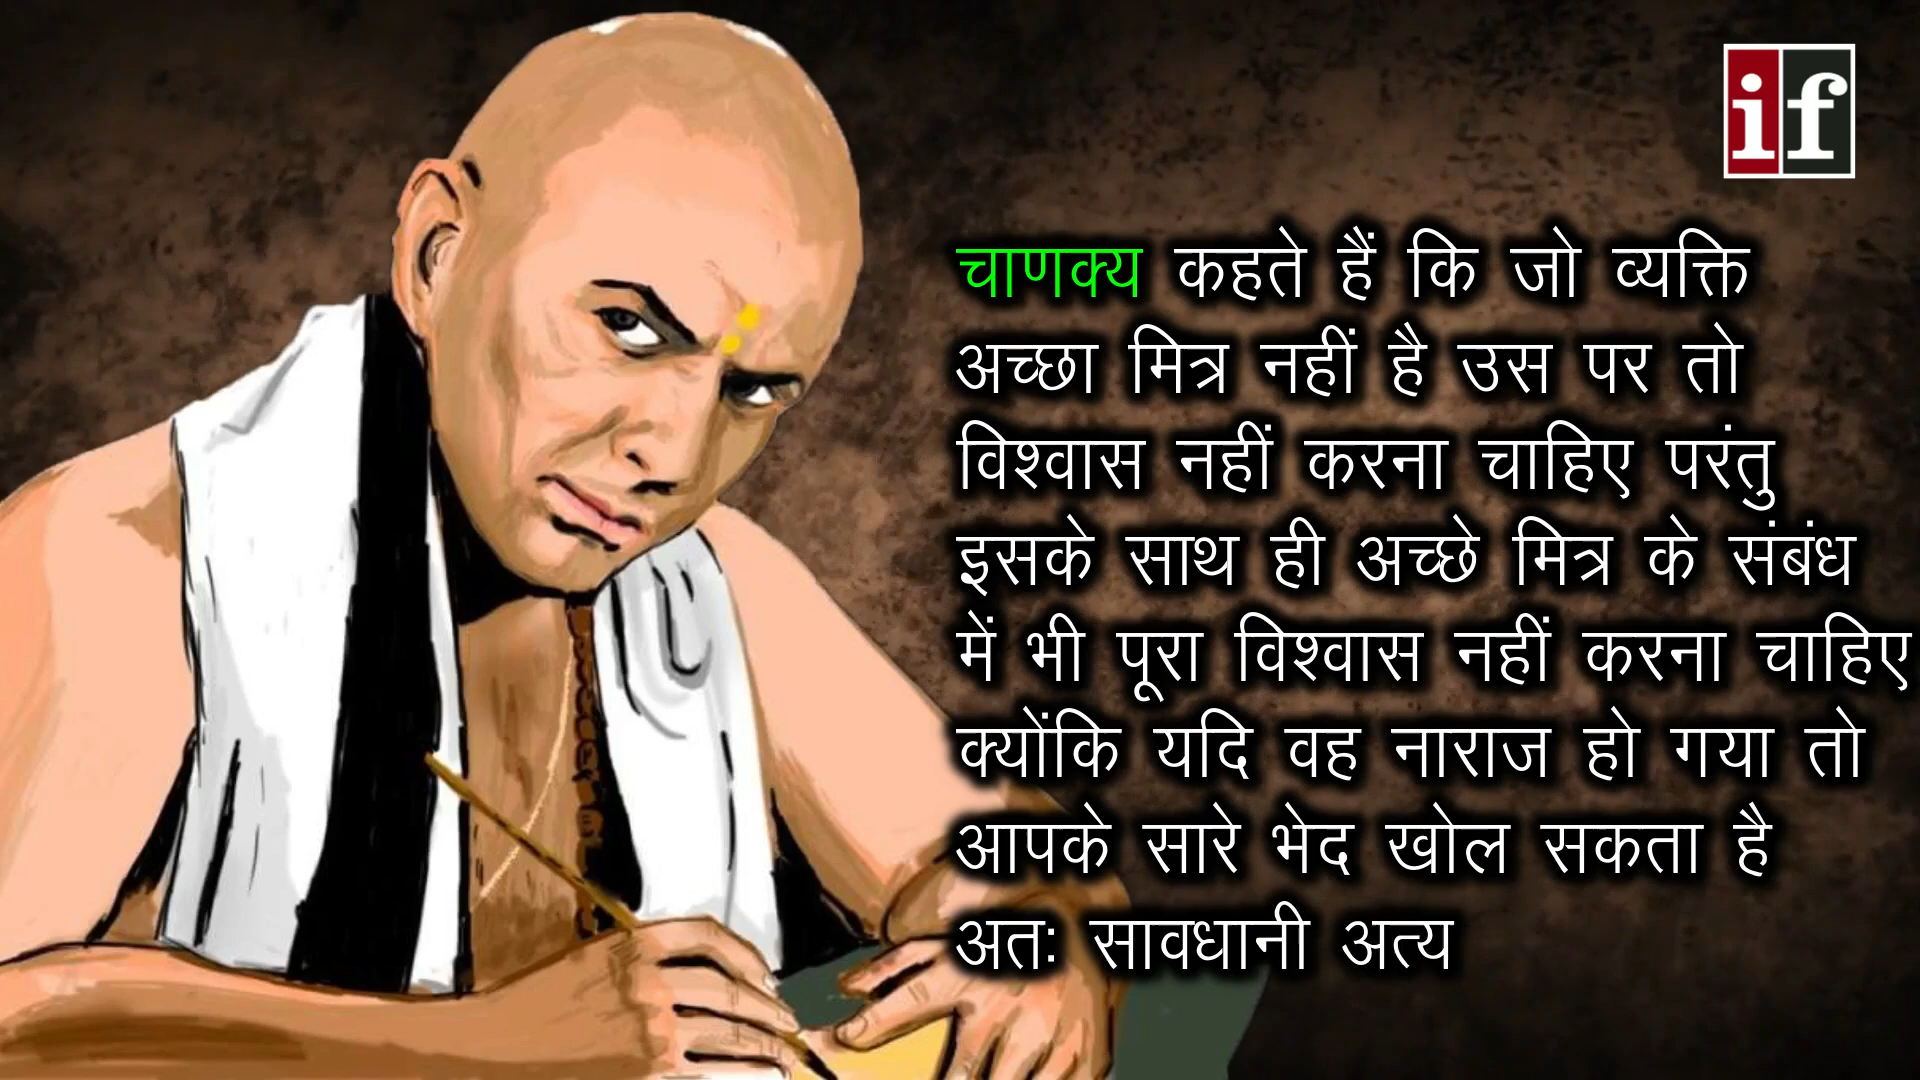 if
चाणक्य कहते हैं कि जो व्यक्ति
अच्छा मित्र नहीं है उस पर तो
विश्वास नहीं करना चाहिए परंतु
इसके साथ ही अच्छे मित्र के संबंध
में भी पूरा विश्वास नहीं करना चाहिए
क्योंकि यदि वह नाराज हो गया तो
आपके सारे भेद खोल सकता है
अतः सावधानी अत्य